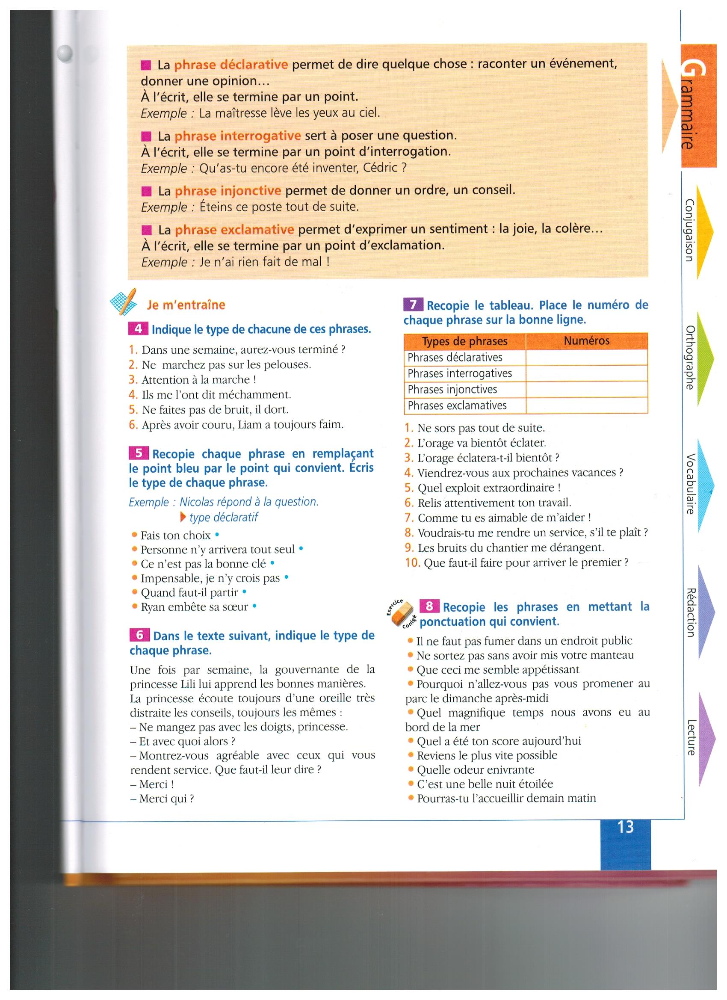 ■ La phrase déclarative permet de dire quelque chose : raconter un événement,
donner une opinion...
À l'écrit, elle se termine par un point.
Exemple : La maîtresse lève les yeux au ciel.
■ La phrase interrogative sert à poser une question.
À l'écrit, elle se termine par un point d'interrogation.
Exemple : Qu'as-tu encore été inventer, Cédric ?
■ La phrase injonctive permet de donner un ordre, un conseil.
Exemple : Éteins ce poste tout de suite.
■ La phrase exclamative permet d'exprimer un sentiment : la joie, la colère...
À l'écrit, elle se termine par un point d'exclamation.
Exemple : Je n'ai rien fait de mal !
Je m'entraîne
4 Indique le type de chacune de ces phrases.
1. Dans une semaine, aurez-vous terminé ?
2. Ne marchez pas sur les pelouses.
3. Attention à la marche !
4. Ils me l'ont dit méchamment.
5. Ne faites pas de bruit, il dort.
6. Après avoir couru, Liam a toujours faim.
5 Recopie chaque phrase en remplaçant
le point bleu par le point qui convient. Écris
le type de chaque phrase.
Exemple : Nicolas répond à la question.
type déclaratif
• Fais ton choix •
• Personne n'y arrivera tout seul •
• Ce n'est pas la bonne clé •
• Impensable, je n'y crois pas •
• Quand faut-il partir •
• Ryan embête sa sœur •
6 Dans le texte suivant, indique le type de
chaque phrase.
Une fois par semaine, la gouvernante de la
princesse Lili lui apprend les bonnes manières.
La princesse écoute toujours d'une oreille très
distraite les conseils, toujours les mêmes :
– Ne mangez pas avec les doigts, princesse.
– Et avec quoi alors ?
– Montrez-vous agréable avec ceux qui vous
rendent service. Que faut-il leur dire ?
– Merci !
– Merci qui ?
7 Recopie le tableau. Place le numéro de
chaque phrase sur la bonne ligne.
Types de phrases Numéros
Phrases déclaratives
Phrases interrogatives
Phrases injonctives
Phrases exclamatives
1. Ne sors pas tout de suite.
2. L'orage va bientôt éclater.
3. L'orage éclatera-t-il bientôt ?
4. Viendrez-vous aux prochaines vacances ?
5. Quel exploit extraordinaire !
6. Relis attentivement ton travail.
7. Comme tu es aimable de m'aider !
8. Voudrais-tu me rendre un service, s'il te plaît ?
9. Les bruits du chantier me dérangent.
10. Que faut-il faire pour arriver le premier ?
Exercice
Corrigé
8 Recopie les phrases en mettant la
ponctuation qui convient.
• Il ne faut pas fumer dans un endroit public
• Ne sortez pas sans avoir mis votre manteau
• Que ceci me semble appétissant
• Pourquoi n'allez-vous pas vous promener au
parc le dimanche après-midi
• Quel magnifique temps nous avons eu au
bord de la mer
• Quel a été ton score aujourd'hui
• Reviens le plus vite possible
• Quelle odeur enivrante
• C'est une belle nuit étoilée
• Pourras-tu l'accueillir demain matin
Grammaire
Conjugaison
Orthographe
Vocabulaire
Rédaction
Lecture
13